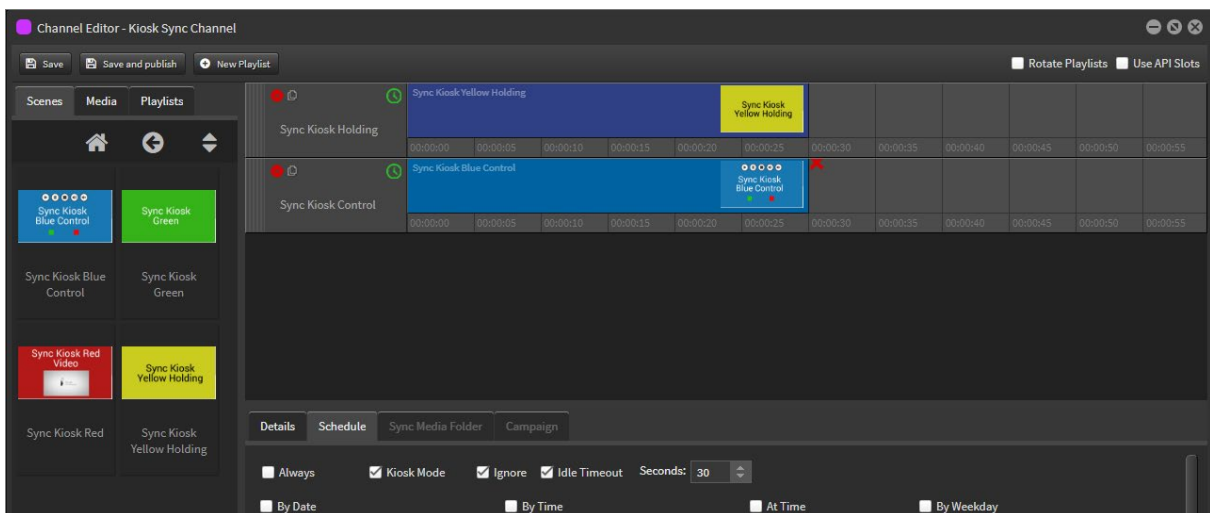 Channel Editor - Kiosk Sync Channel
Save Save and publish New Playlist Rotate Playlists Use API Slots
Scenes Media Playlists
Sync Kiosk
Blue Control
Sync Kiosk
Green
Sync Kiosk Blue
Control
Sync Kiosk
Green
Sync Kiosk Red
Video
Sync Kiosk
Yellow Holding
Sync Kiosk Red
Sync Kiosk
Yellow Holding
Sync Kiosk Holding
Sync Kiosk Yellow Holding
Sync Kiosk
Yellow Holding
00:00:00 00:00:05 00:00:10 00:00:15 00:00:20 00:00:25 00:00:30 00:00:35 00:00:40 00:00:45 00:00:50 00:00:55
Sync Kiosk Control
Sync Kiosk Blue Control
Sync Kiosk
Blue Control
00:00:00 00:00:05 00:00:10 00:00:15 00:00:20 00:00:25 00:00:30 00:00:35 00:00:40 00:00:45 00:00:50 00:00:55
Details Schedule Sync Media Folder Campaign
Always Kiosk Mode Ignore Idle Timeout Seconds: 30
By Date By Time At Time By Weekday